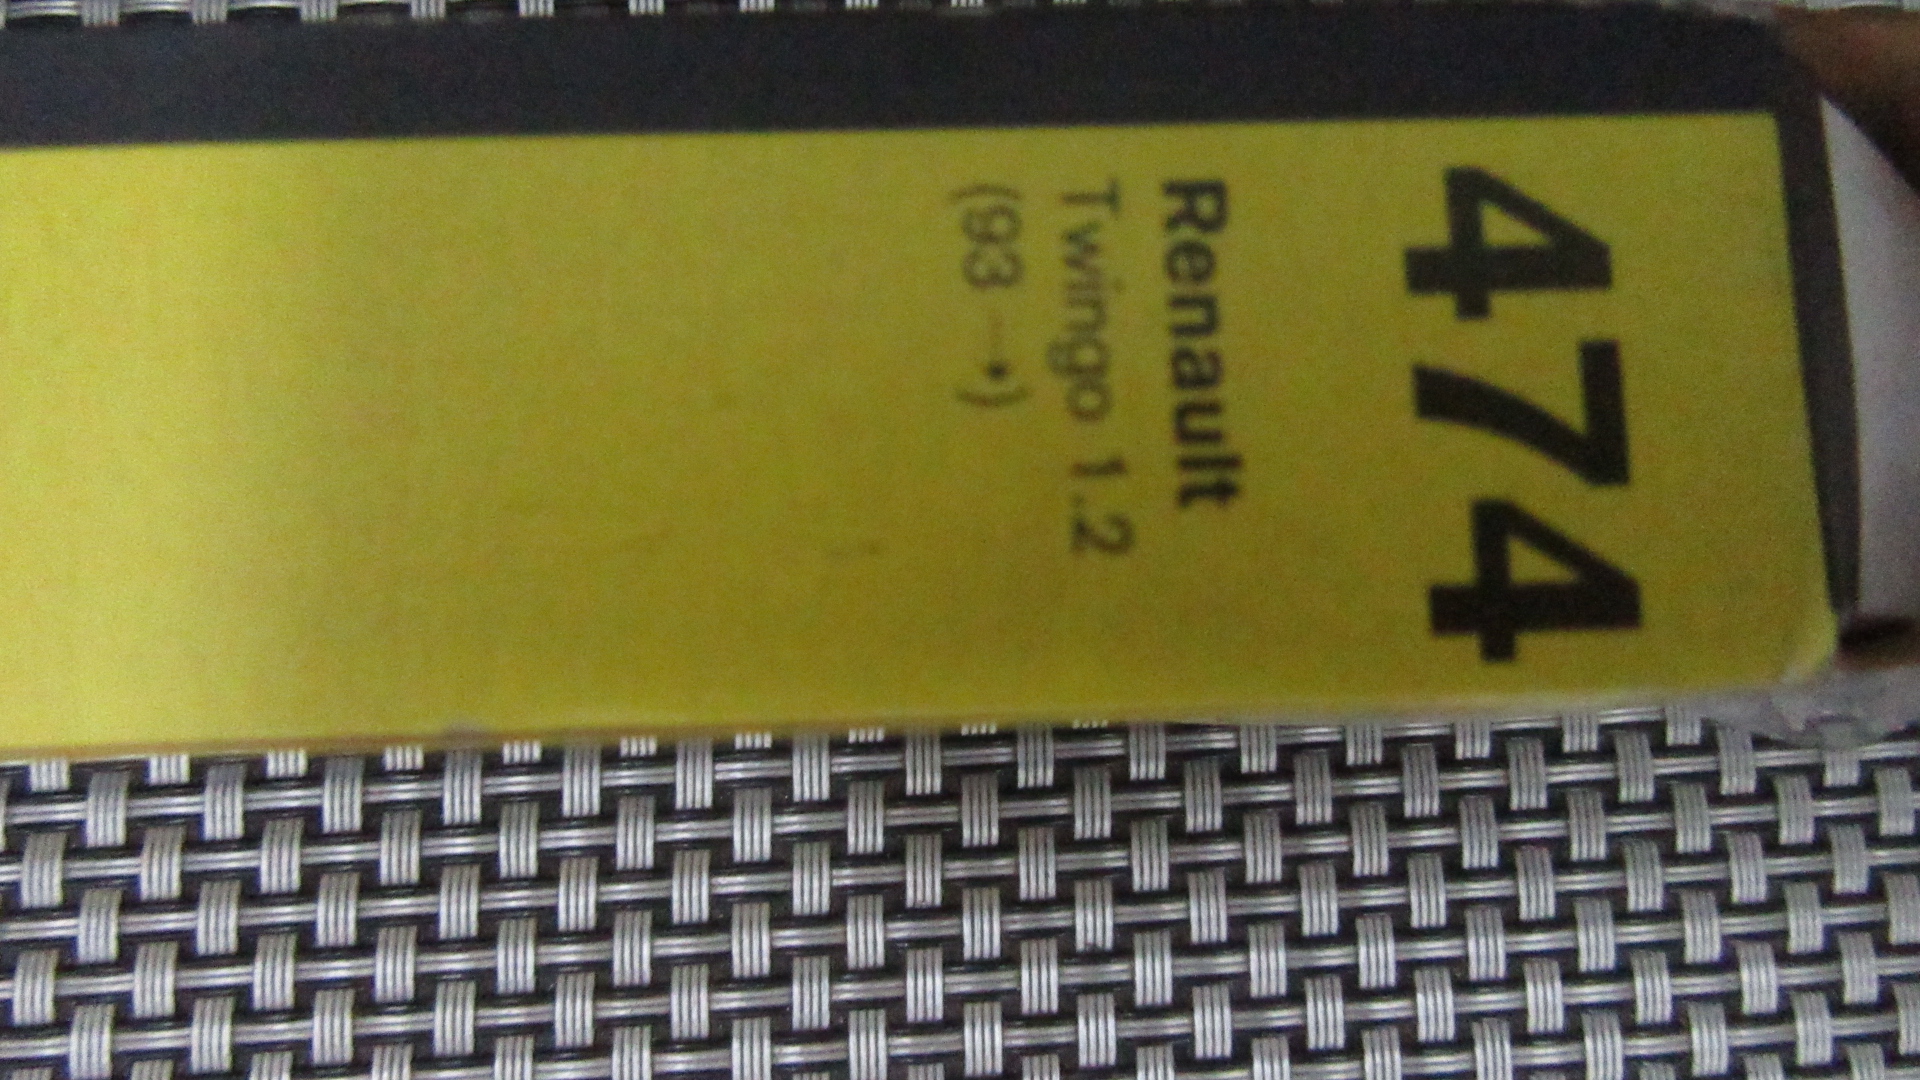 474
Renault
Twingo 1.2
(93 ···➧)